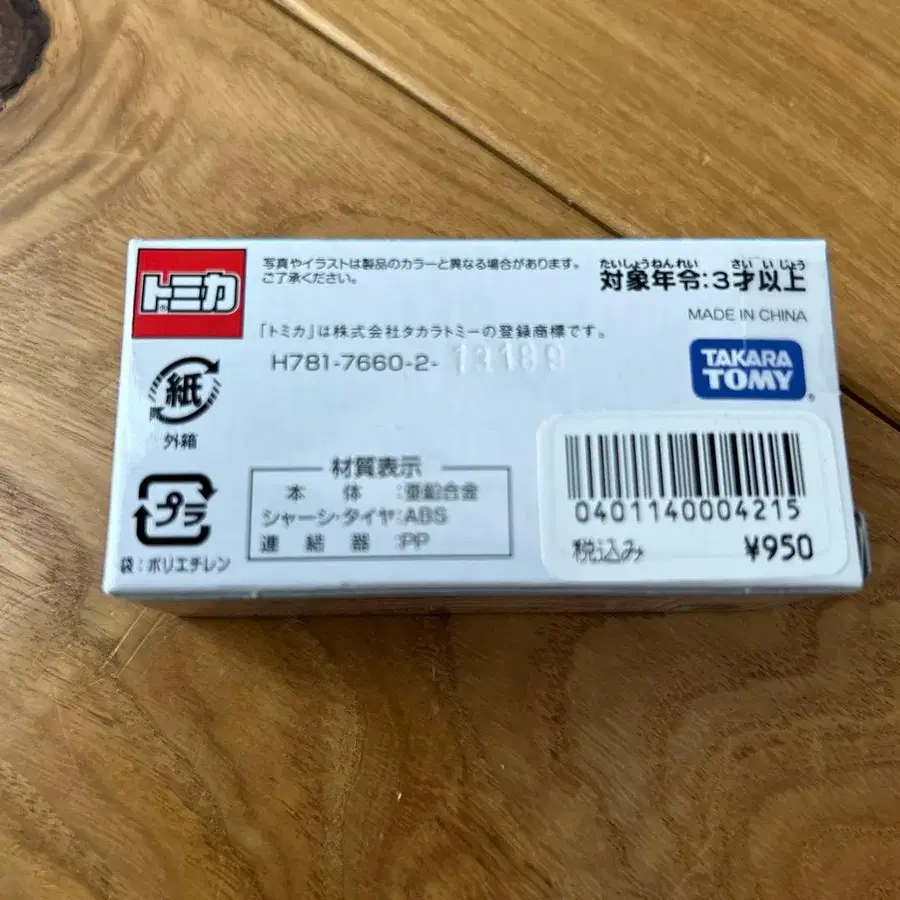 トミカ
®
写真やイラストは製品のカラーと異なる場合があります。
ご了承ください。
たいしょうねんれい さいいじょう
対象年令:3才以上
MADE IN CHINA
「トミカ」は株式会社タカラトミーの登録商標です。
H781-7660-2-13189
TAKARA
TOMY®
紙
外箱
プラ
袋:ポリエチレン
材質表示
本体:亜鉛合金
シャーシ・タイヤ:ABS
連結器:PP
0401140004215
税込み ¥950